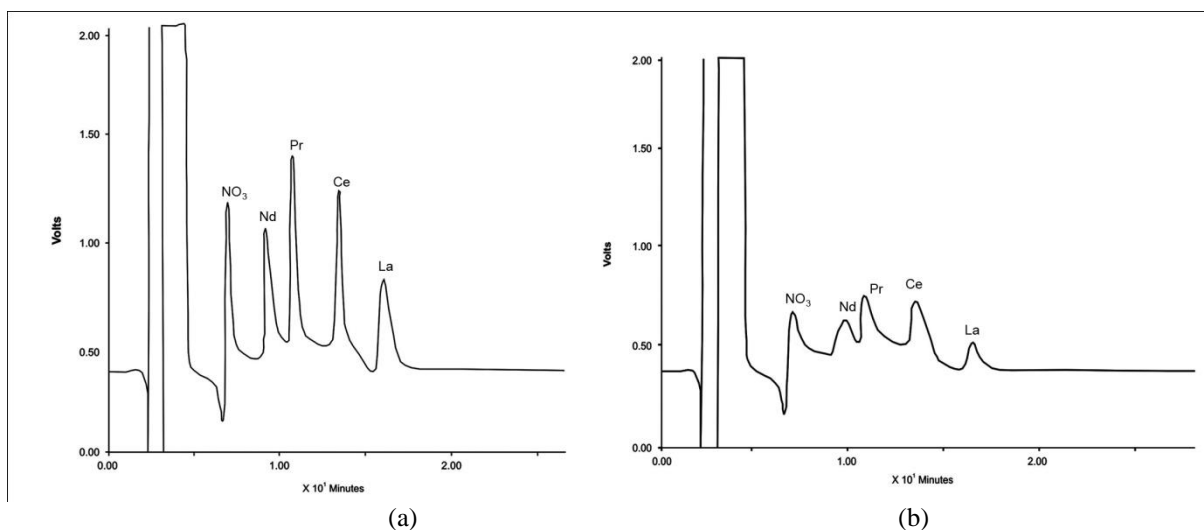 2.00
1.50
1.00
0.50
0.00
Volts
NO3
Nd
Pr
Ce
La
0.00
1.00
2.00
X 10¹ Minutes
(a)
2.00
1.50
1.00
0.50
0.00
Volts
NO3
Nd
Pr
Ce
La
0.00
1.00
2.00
X 10¹ Minutes
(b)